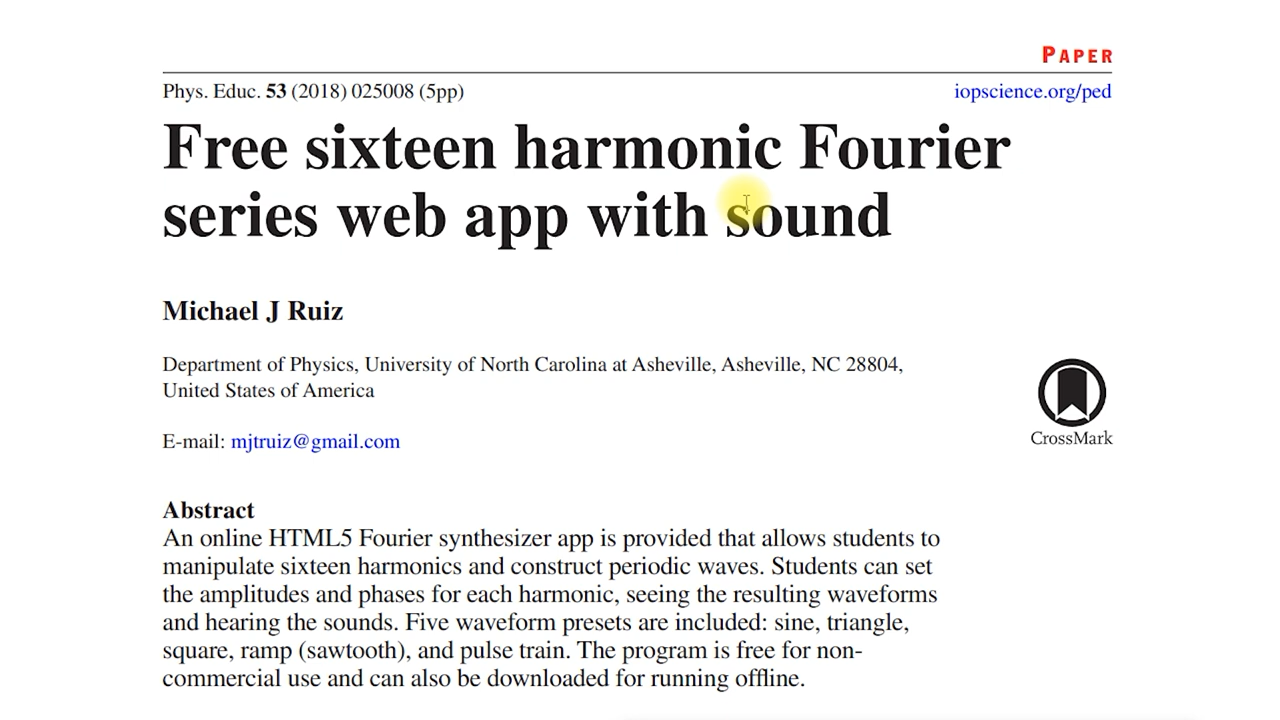 PAPER
Phys. Educ. 53 (2018) 025008 (5pp)
iopscience.org/ped
Free sixteen harmonic Fourier
series web app with sound
Michael J Ruiz
Department of Physics, University of North Carolina at Asheville, Asheville, NC 28804,
United States of America
CrossMark
E-mail: mjtruiz@gmail.com
Abstract
An online HTML5 Fourier synthesizer app is provided that allows students to
manipulate sixteen harmonics and construct periodic waves. Students can set
the amplitudes and phases for each harmonic, seeing the resulting waveforms
and hearing the sounds. Five waveform presets are included: sine, triangle,
square, ramp (sawtooth), and pulse train. The program is free for non-
commercial use and can also be downloaded for running offline.